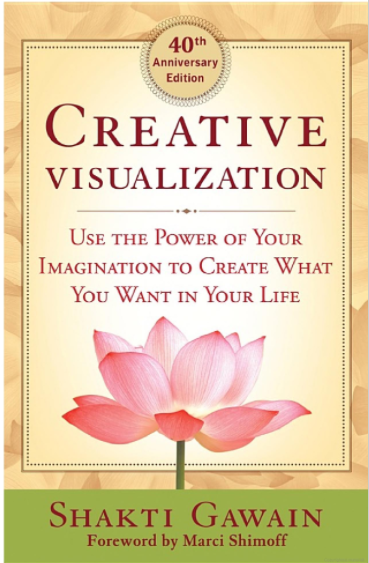 40th
Anniversary
Edition
CREATIVE
VISUALIZATION
USE THE POWER OF YOUR
IMAGINATION TO CREATE WHAT
YOU WANT IN YOUR LIFE
SHAKTI GAWAIN
Foreword by Marci Shimoff